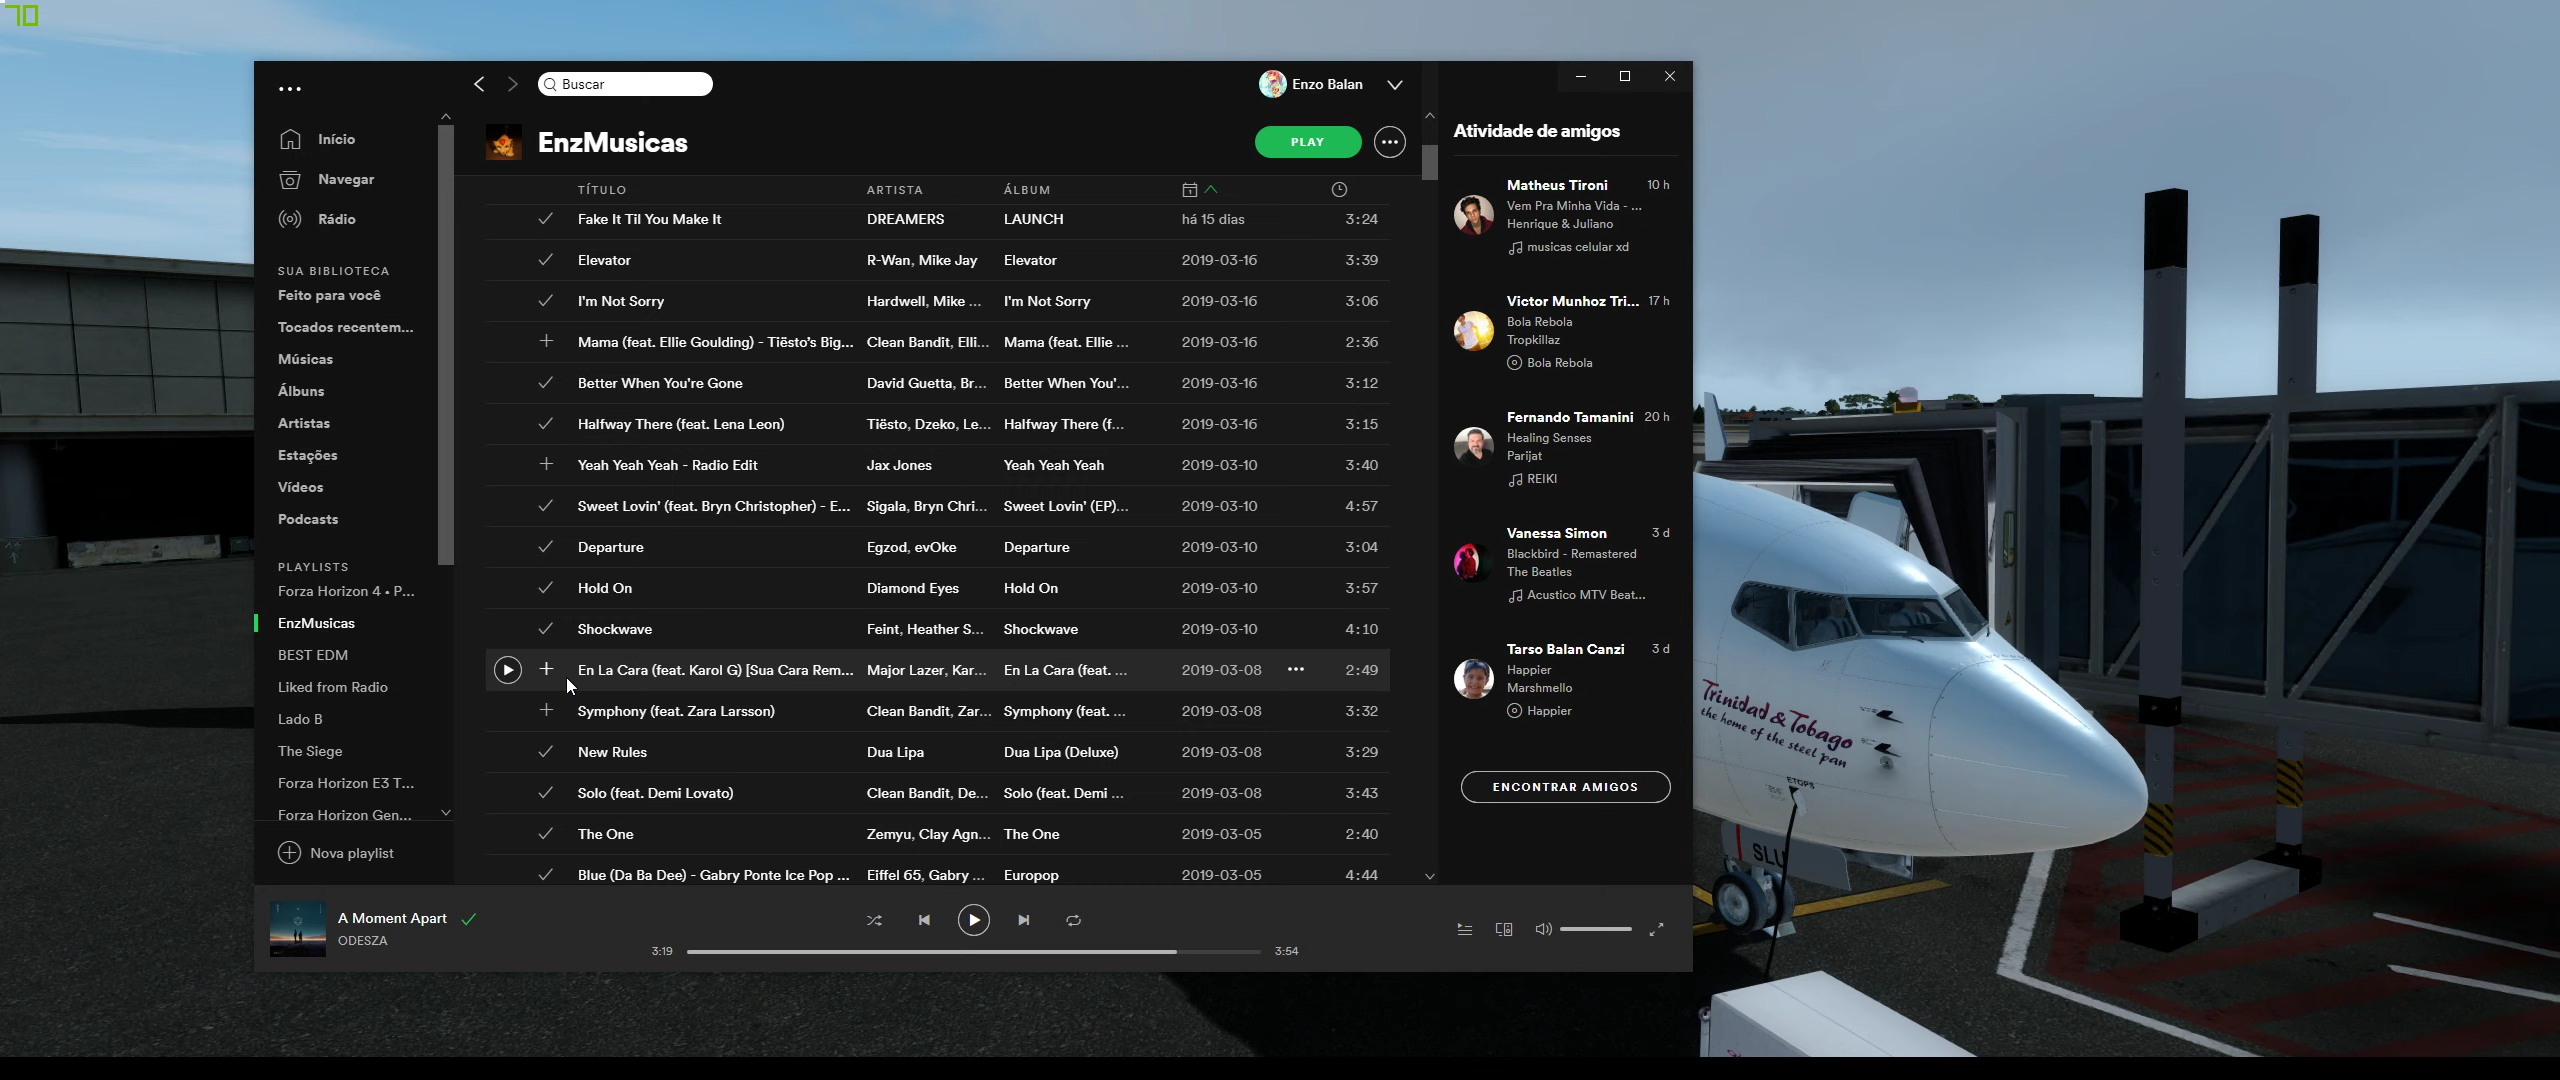 70
Buscar
Enzo Balan
Início
Navegar
Rádio
SUA BIBLIOTECA
Feito para você
Tocados recentem...
Músicas
Álbuns
Artistas
Estações
Vídeos
Podcasts
PLAYLISTS
Forza Horizon 4 • P...
EnzMusicas
BEST EDM
Liked from Radio
Lado B
The Siege
Forza Horizon E3 T...
Forza Horizon Gen...
Nova playlist
EnzMusicas
PLAY
TÍTULO ARTISTA ÁLBUM
Fake It Til You Make It DREAMERS LAUNCH há 15 dias 3:24
Elevator R-Wan, Mike Jay Elevator 2019-03-16 3:39
I'm Not Sorry Hardwell, Mike ... I'm Not Sorry 2019-03-16 3:06
Mama (feat. Ellie Goulding) - Tiësto's Big... Clean Bandit, Elli... Mama (feat. Ellie ... 2019-03-16 2:36
Better When You're Gone David Guetta, Br... Better When You'... 2019-03-16 3:12
Halfway There (feat. Lena Leon) Tiësto, Dzeko, Le... Halfway There (f... 2019-03-16 3:15
Yeah Yeah Yeah - Radio Edit Jax Jones Yeah Yeah Yeah 2019-03-10 3:40
Sweet Lovin' (feat. Bryn Christopher) - E... Sigala, Bryn Chri... Sweet Lovin' (EP)... 2019-03-10 4:57
Departure Egzod, evOke Departure 2019-03-10 3:04
Hold On Diamond Eyes Hold On 2019-03-10 3:57
Shockwave Feint, Heather S... Shockwave 2019-03-10 4:10
En La Cara (feat. Karol G) [Sua Cara Rem... Major Lazer, Kar... En La Cara (feat. ... 2019-03-08 2:49
Symphony (feat. Zara Larsson) Clean Bandit, Zar... Symphony (feat. ... 2019-03-08 3:32
New Rules Dua Lipa Dua Lipa (Deluxe) 2019-03-08 3:29
Solo (feat. Demi Lovato) Clean Bandit, De... Solo (feat. Demi ... 2019-03-08 3:43
The One Zemyu, Clay Agn... The One 2019-03-05 2:40
Blue (Da Ba Dee) - Gabry Ponte Ice Pop ... Eiffel 65, Gabry ... Europop 2019-03-05 4:44
Atividade de amigos
Matheus Tironi 10 h
Vem Pra Minha Vida - ...
Henrique & Juliano
musicas celular xd
Victor Munhoz Tri... 17 h
Bola Rebola
Tropkillaz
Bola Rebola
Fernando Tamanini 20 h
Healing Senses
Parijat
REIKI
Vanessa Simon 3 d
Blackbird - Remastered
The Beatles
Acustico MTV Beat...
Tarso Balan Canzi 3 d
Happier
Marshmello
Happier
ENCONTRAR AMIGOS
A Moment Apart
ODESZA
3:19
3:54
Trinidad & Tobago
the home of the steel pan
ETOPS
SLU